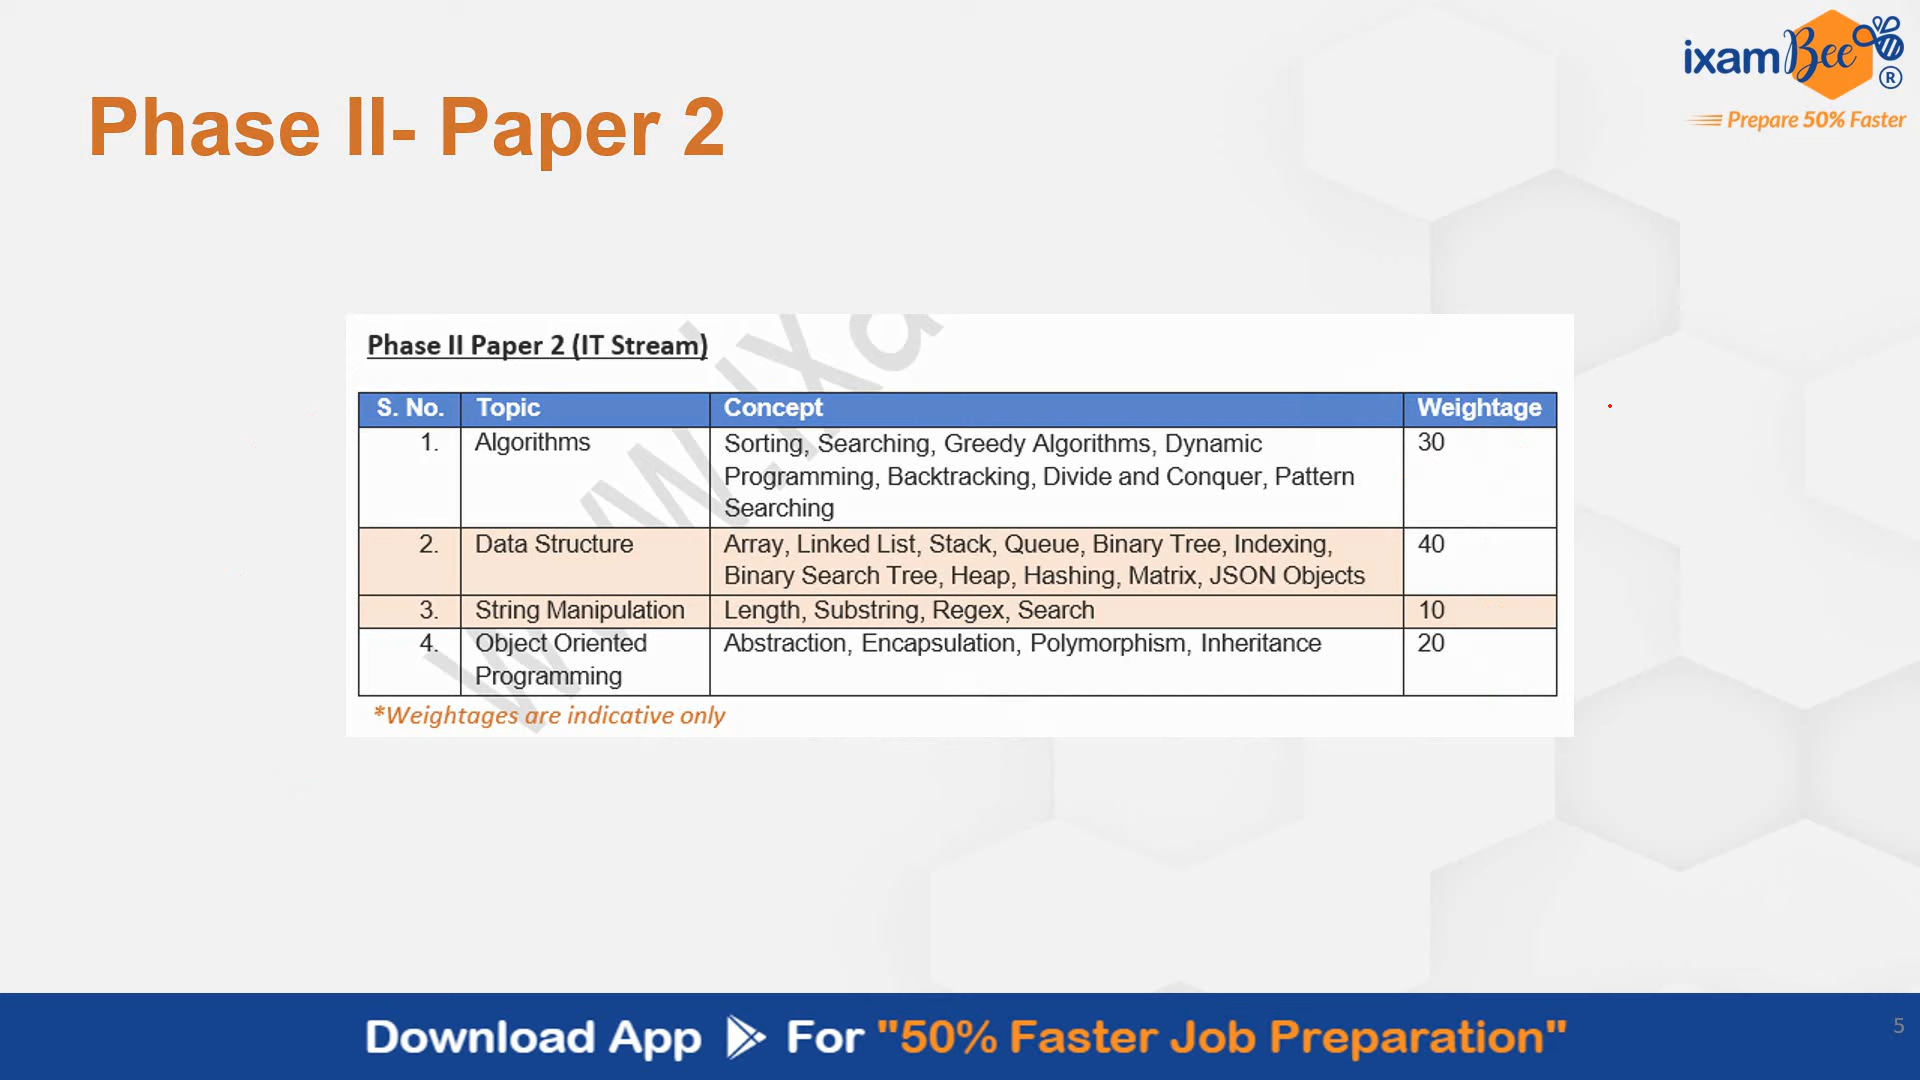 ixamBee ®
Prepare 50% Faster
Phase II- Paper 2
Phase II Paper 2 (IT Stream)
S. No. Topic Concept Weightage
1. Algorithms Sorting, Searching, Greedy Algorithms, Dynamic 30
Programming, Backtracking, Divide and Conquer, Pattern
Searching
2. Data Structure Array, Linked List, Stack, Queue, Binary Tree, Indexing, 40
Binary Search Tree, Heap, Hashing, Matrix, JSON Objects
3. String Manipulation Length, Substring, Regex, Search 10
4. Object Oriented Abstraction, Encapsulation, Polymorphism, Inheritance 20
Programming
*Weightages are indicative only
Download App For "50% Faster Job Preparation"
5